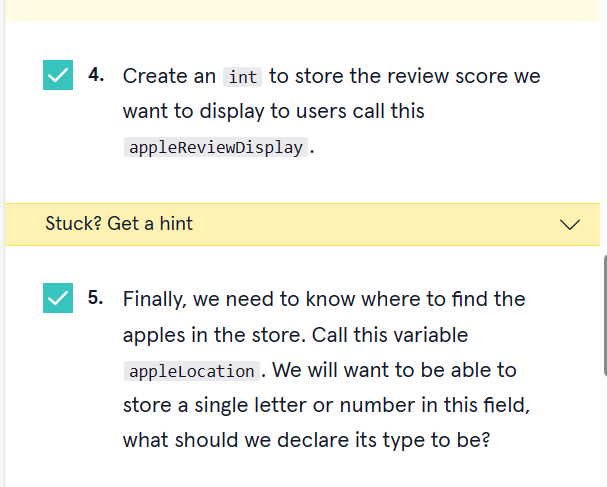 4. Create an int to store the review score we
want to display to users call this
appleReviewDisplay .
Stuck? Get a hint
5. Finally, we need to know where to find the
apples in the store. Call this variable
appleLocation . We will want to be able to
store a single letter or number in this field,
what should we declare its type to be?